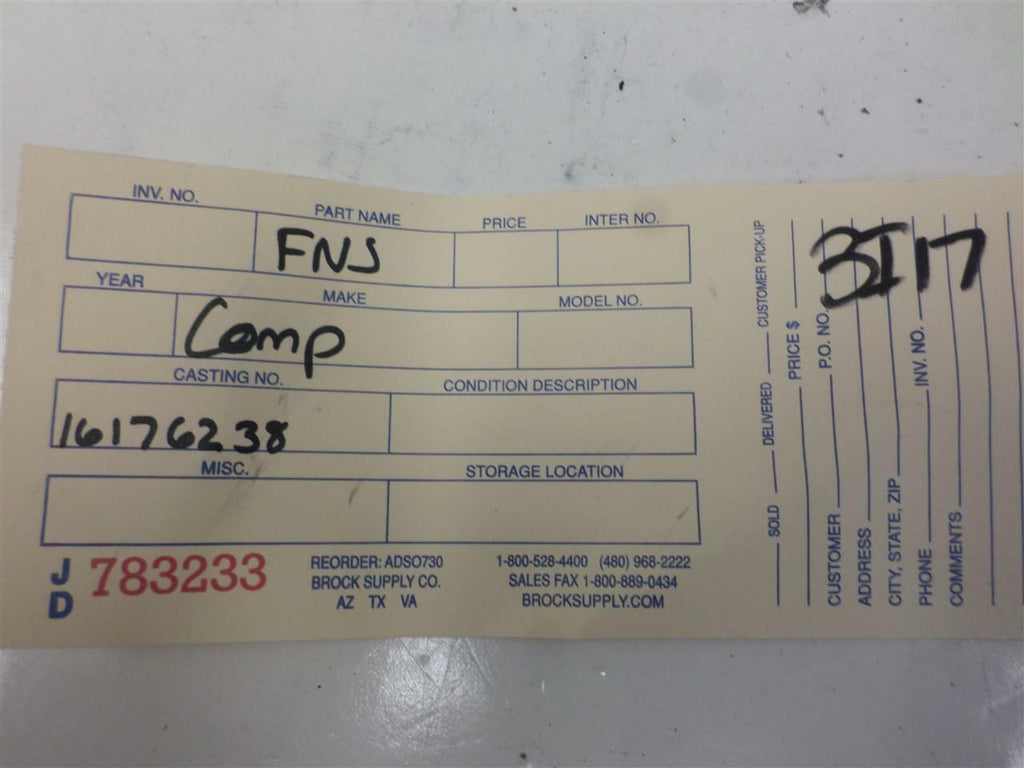 INV. NO. PART NAME PRICE INTER NO.
FNS
YEAR MAKE MODEL NO.
Comp
CASTING NO. CONDITION DESCRIPTION
16176238
MISC. STORAGE LOCATION
JD 783233
REORDER: ADSO730
BROCK SUPPLY CO.
AZ TX VA
1-800-528-4400 (480) 968-2222
SALES FAX 1-800-889-0434
BROCKSUPPLY.COM
SOLD DELIVERED CUSTOMER PICK-UP
PRICE $
CUSTOMER P.O. NO.
ADDRESS
CITY, STATE, ZIP
PHONE INV. NO.
COMMENTS
3I17